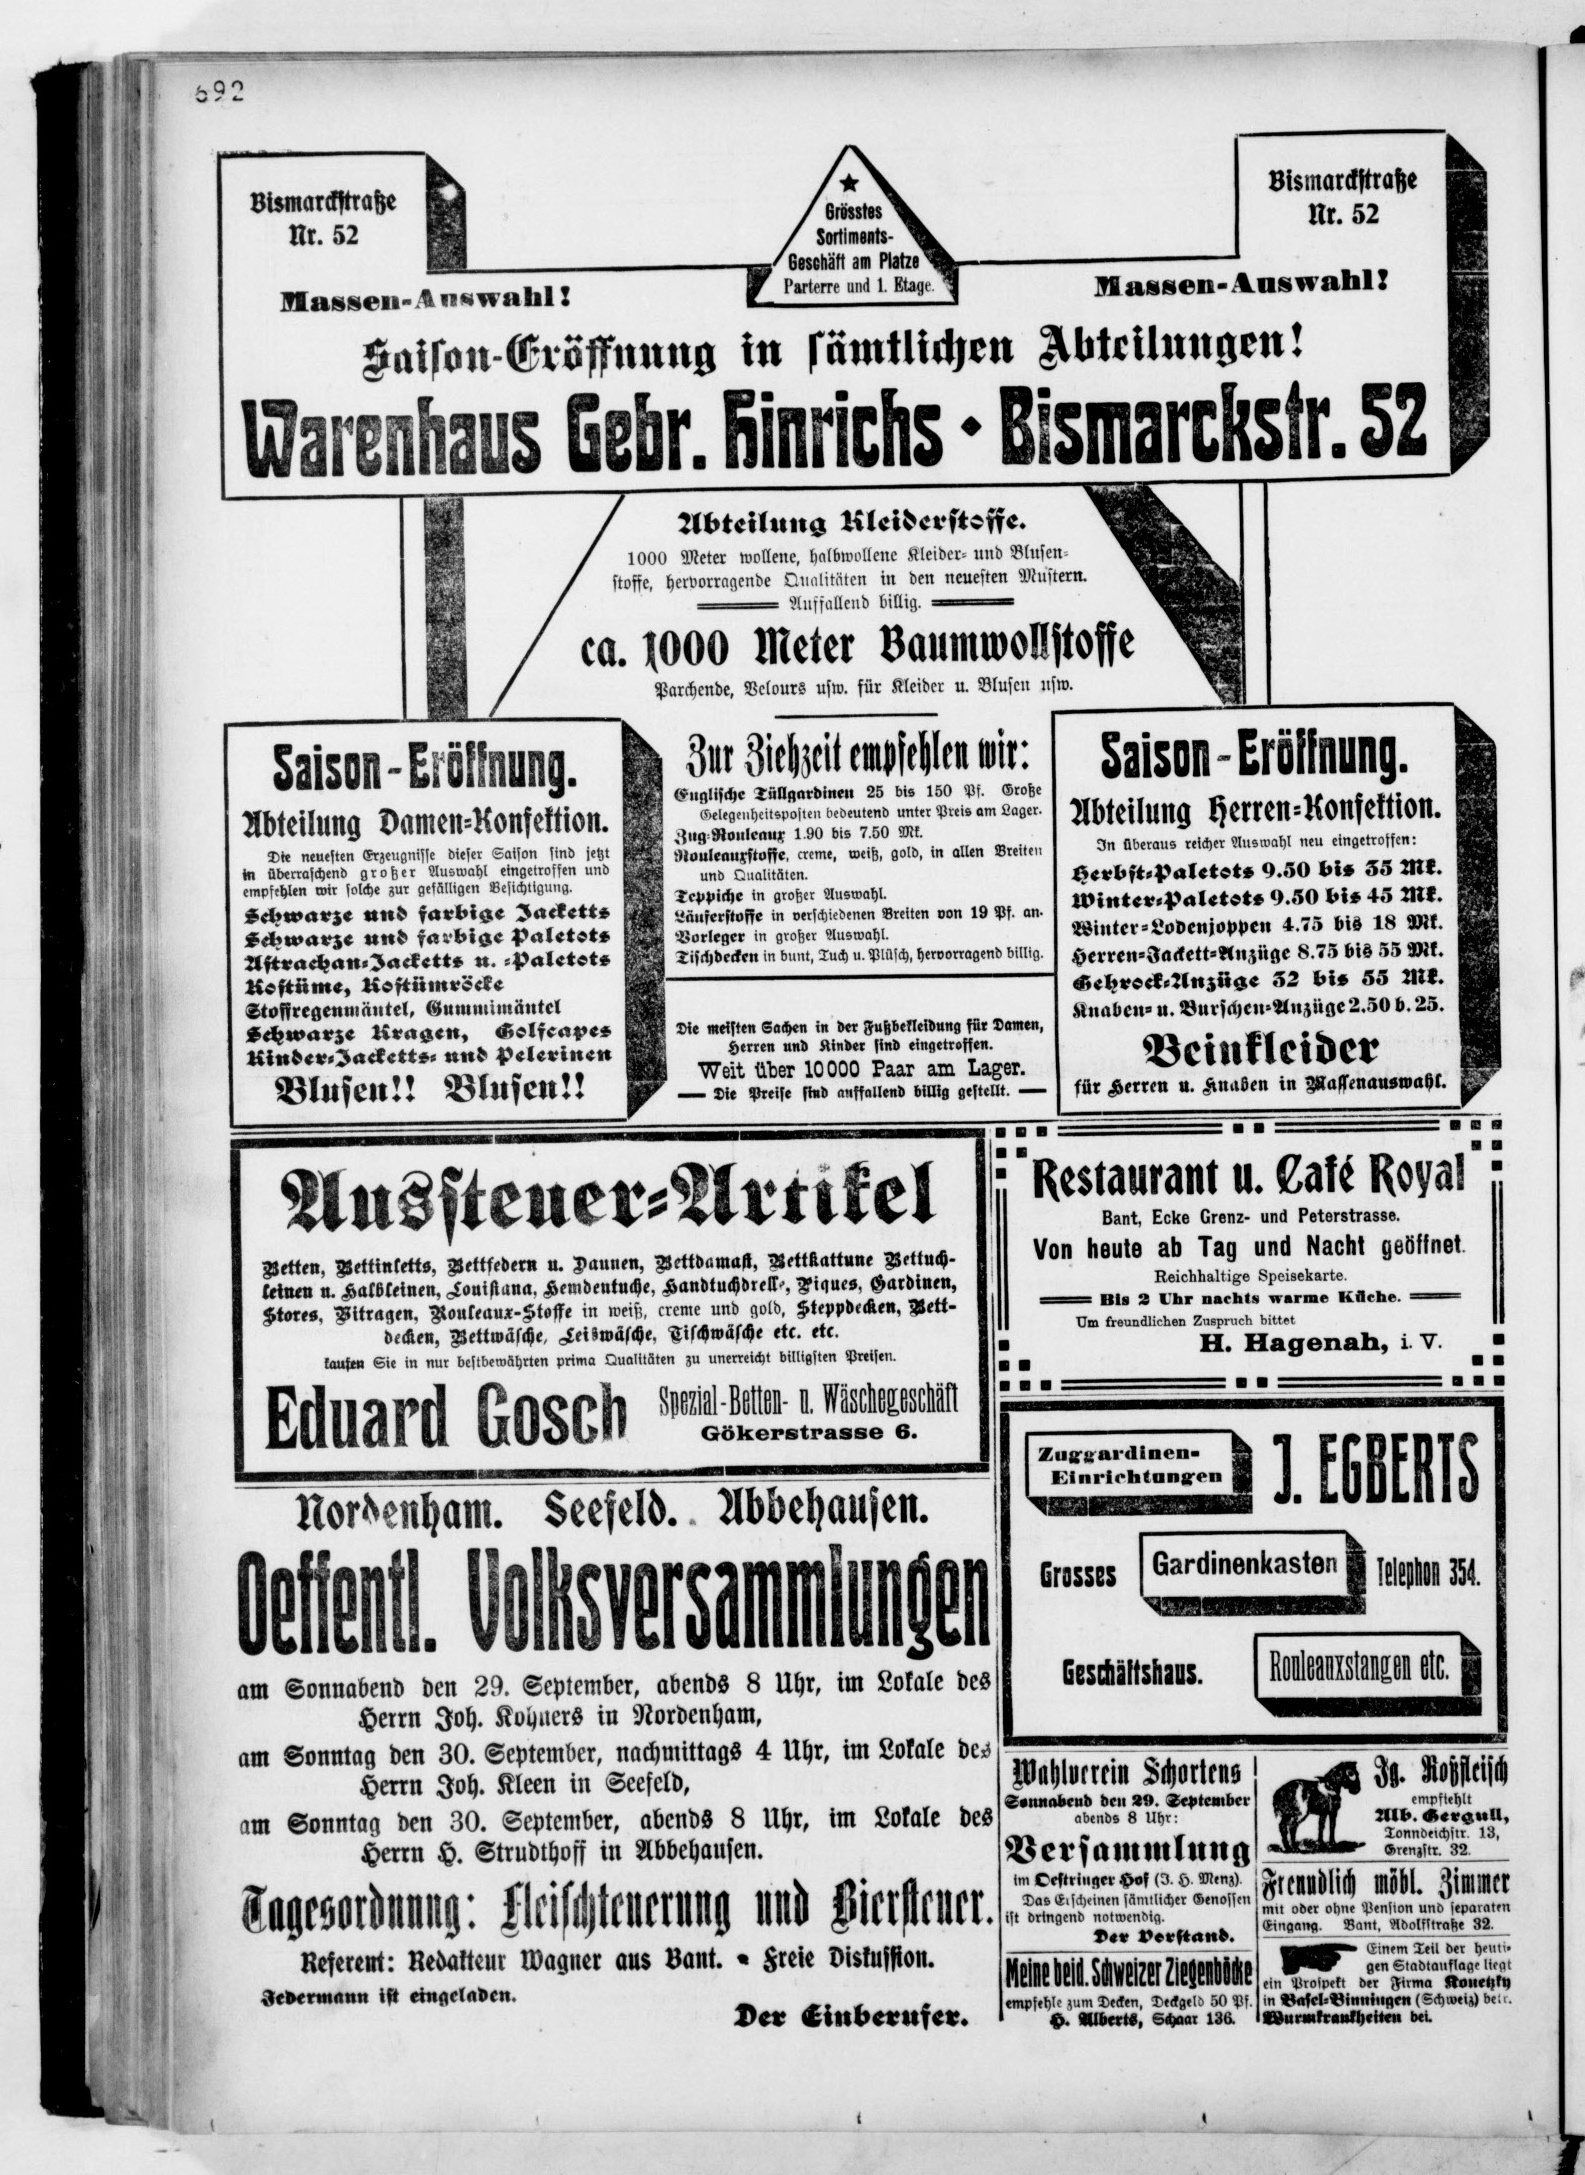 692
Bismarckstraße
Nr. 52
Massen-Auswahl!
Grösstes
Sortiments-
Geschäft am Platze
Parterre und 1. Etage.
Bismarckstraße
Nr. 52
Massen-Auswahl!
Saison-Eröffnung in sämtlichen Abteilungen!
Warenhaus Gebr. Hinrichs • Bismarckstr. 52
Abteilung Kleiderstoffe.
1000 Meter wollene, halbwollene Kleider- und Blusen-
stoffe, hervorragende Qualitäten in den neuesten Mustern.
Auffallend billig.
ca. 1000 Meter Baumwollstoffe
Parchende, Velours usw. für Kleider u. Blusen usw.
Saison-Eröffnung.
Abteilung Damen-Konfektion.
Die neuesten Erzeugnisse dieser Saison sind jetzt
in überraschend großer Auswahl eingetroffen und
empfehlen wir solche zur gefälligen Besichtigung.
Schwarze und farbige Jacketts
Schwarze und farbige Paletots
Astrachan-Jacketts u. -Paletots
Kostüme, Kostümröcke
Stoffregenmäntel, Gummimäntel
Schwarze Kragen, Golfcapes
Kinder-Jacketts- und Pelerinen
Blusen!! Blusen!!
Zur Ziehzeit empfehlen wir:
Englische Tüllgardinen 25 bis 150 Pf. Große
Gelegenheitsposten bedeutend unter Preis am Lager.
Zug-Rouleaux 1.90 bis 7.50 Mk.
Rouleauxstoffe, creme, weiß, gold, in allen Breiten
und Qualitäten.
Teppiche in großer Auswahl.
Läuferstoffe in verschiedenen Breiten von 19 Pf. an.
Vorleger in großer Auswahl.
Tischdecken in bunt, Tuch u. Plüsch, hervorragend billig.
Die meisten Sachen in der Fußbekleidung für Damen,
Herren und Kinder sind eingetroffen.
Weit über 10000 Paar am Lager.
— Die Preise sind auffallend billig gestellt. —
Saison-Eröffnung.
Abteilung Herren-Konfektion.
In überaus reicher Auswahl neu eingetroffen:
Herbst-Paletots 9.50 bis 35 Mk.
Winter-Paletots 9.50 bis 45 Mk.
Winter-Lodenjoppen 4.75 bis 18 Mk.
Herren-Jackett-Anzüge 8.75 bis 55 Mk.
Gehrock-Anzüge 32 bis 55 Mk.
Knaben- u. Burschen-Anzüge 2.50 b. 25.
Beinkleider
für Herren u. Knaben in Massenauswahl.
Aussteuer-Artikel
Betten, Bettinletts, Bettfedern u. Daunen, Bettdamast, Bettkattune Bettuch-
leinen u. Halbleinen, Louisiana, Hemdentuche, Handtuchdrelle, Piques, Gardinen,
Stores, Vitragen, Rouleaux-Stoffe in weiß, creme und gold, Steppdecken, Bett-
decken, Bettwäsche, Leibwäsche, Tischwäsche etc. etc.
kaufen Sie in nur bestbewährten prima Qualitäten zu unerreicht billigsten Preisen.
Eduard Gosch Spezial-Betten- u. Wäschegeschäft
Gökerstrasse 6.
Restaurant u. Café Royal
Bant, Ecke Grenz- und Peterstrasse.
Von heute ab Tag und Nacht geöffnet.
Reichhaltige Speisekarte.
Bis 2 Uhr nachts warme Küche.
Um freundlichen Zuspruch bittet
H. Hagenah, i. V.
Zuggardinen-
Einrichtungen
J. EGBERTS
Grosses
Gardinenkasten
Telephon 354.
Geschäftshaus.
Rouleauxstangen etc.
Nordenham. Seefeld. Abbehausen.
Oeffentl. Volksversammlungen
am Sonnabend den 29. September, abends 8 Uhr, im Lokale des
Herrn Joh. Kohners in Nordenham,
am Sonntag den 30. September, nachmittags 4 Uhr, im Lokale des
Herrn Joh. Kleen in Seefeld,
am Sonntag den 30. September, abends 8 Uhr, im Lokale des
Herrn H. Strudthoff in Abbehausen.
Tagesordnung: Fleischteuerung und Biersteuer.
Referent: Redakteur Wagner aus Bant. • Freie Diskussion.
Jedermann ist eingeladen.
Der Einberufer.
Wahlverein Schortens
Sonnabend den 29. September
abends 8 Uhr:
Versammlung
im Oestringer Hof (J. H. Menz).
Das Erscheinen sämtlicher Genossen
ist dringend notwendig.
Der Vorstand.
Meine beid. Schweizer Ziegenböcke
empfehle zum Decken, Deckgeld 50 Pf.
H. Alberts, Schaar 136.
Jg. Roßfleisch
empfiehlt
Alb. Gergull,
Tonndeichstr. 13,
Grenzstr. 32.
Freundlich möbl. Zimmer
mit oder ohne Pension und separaten
Eingang. Bant, Adolfstraße 32.
Einem Teil der heuti-
gen Stadtauflage liegt
ein Prospekt der Firma Konetzky
in Basel-Binningen (Schweiz) betr.
Wurmkrankheiten bei.